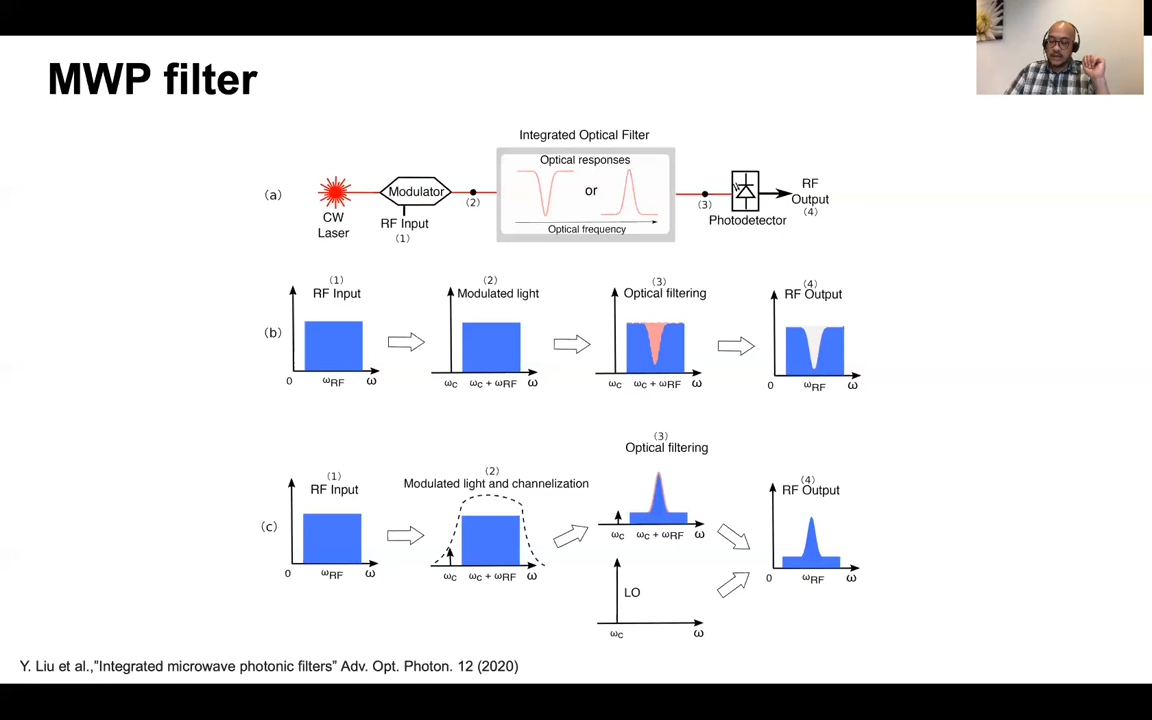 MWP filter
Integrated Optical Filter
Optical responses
or
Optical frequency
(a)
CW
Laser
Modulator
RF Input
(1)
(2)
(3)
Photodetector
RF
Output
(4)
(b)
(1)
RF Input
0
ωRF
ω
(2)
Modulated light
ωc
ωc + ωRF
ω
(3)
Optical filtering
ωc
ωc + ωRF
ω
(4)
RF Output
0
ωRF
ω
(c)
(1)
RF Input
0
ωRF
ω
(2)
Modulated light and channelization
ωc
ωc + ωRF
ω
(3)
Optical filtering
ωc
ωc + ωRF
ω
LO
ωc
ω
(4)
RF Output
0
ωRF
ω
Y. Liu et al.,"Integrated microwave photonic filters" Adv. Opt. Photon. 12 (2020)